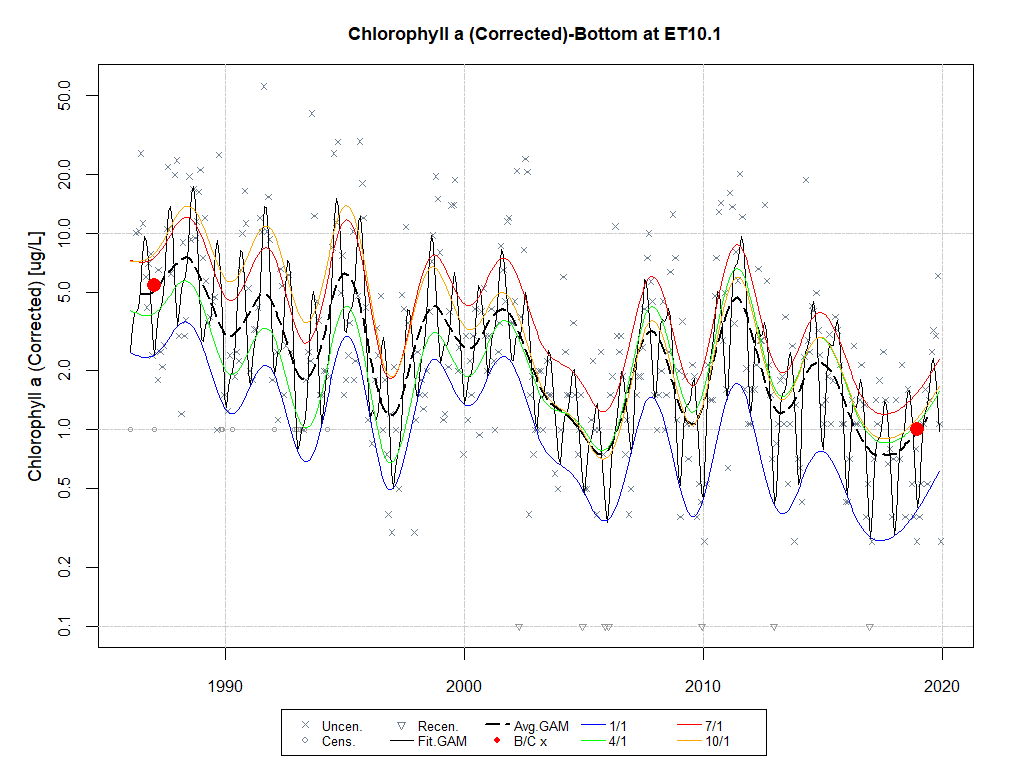 Chlorophyll a (Corrected)-Bottom at ET10.1
Chlorophyll a (Corrected) [ug/L]
50.0
20.0
10.0
5.0
2.0
1.0
0.5
0.2
0.1
1990 2000 2010 2020
Uncen. Recen. Avg.GAM 1/1 7/1
Cens. Fit.GAM B/C x 4/1 10/1